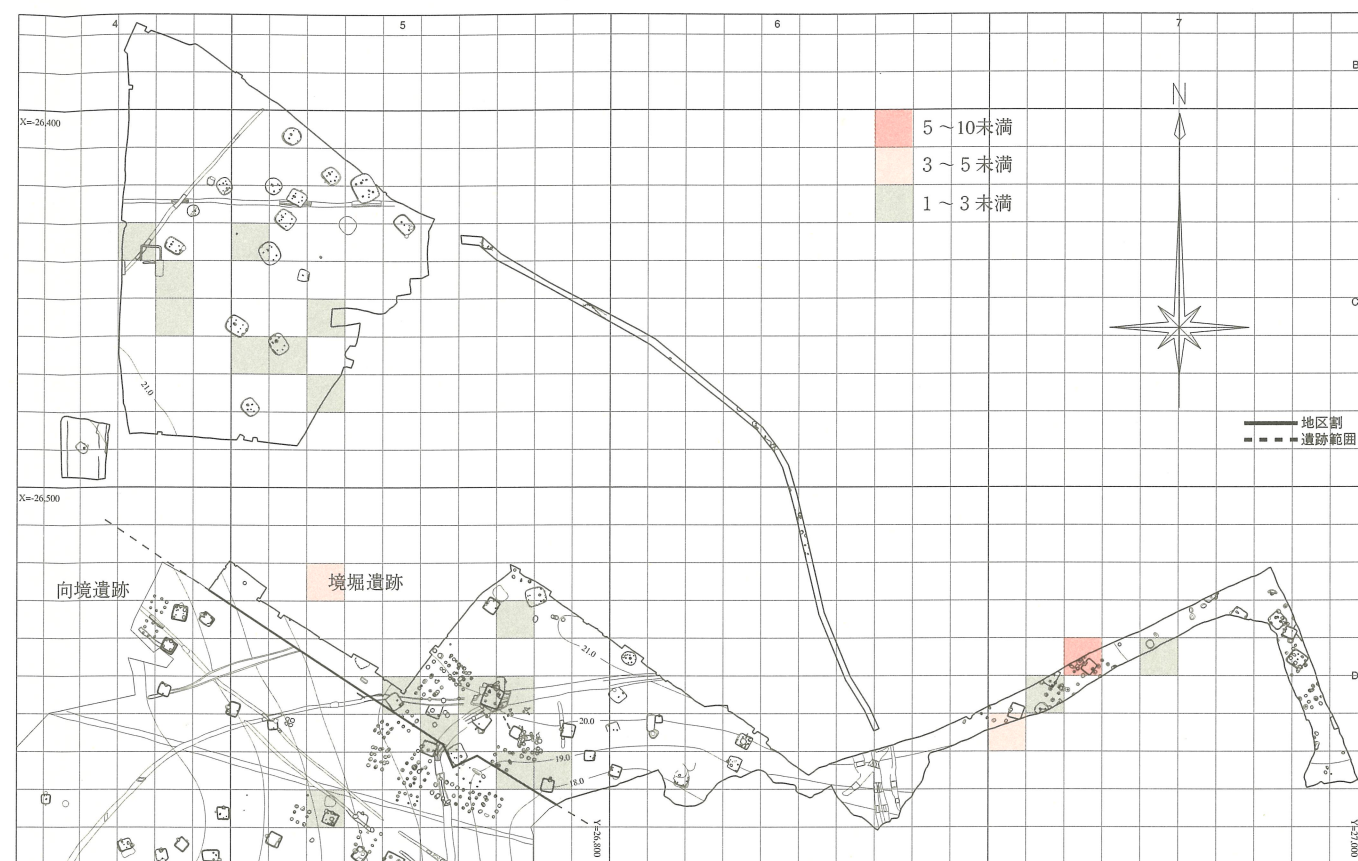 4
5
6
7
B
X=-26,400
N
5～10未満
3～5未満
1～3未満
C
21.0
地区割
遺跡範囲
X=-26,500
向境遺跡
境堀遺跡
21.0
D
20.0
19.0
18.0
Y=26,800
Y=27,000